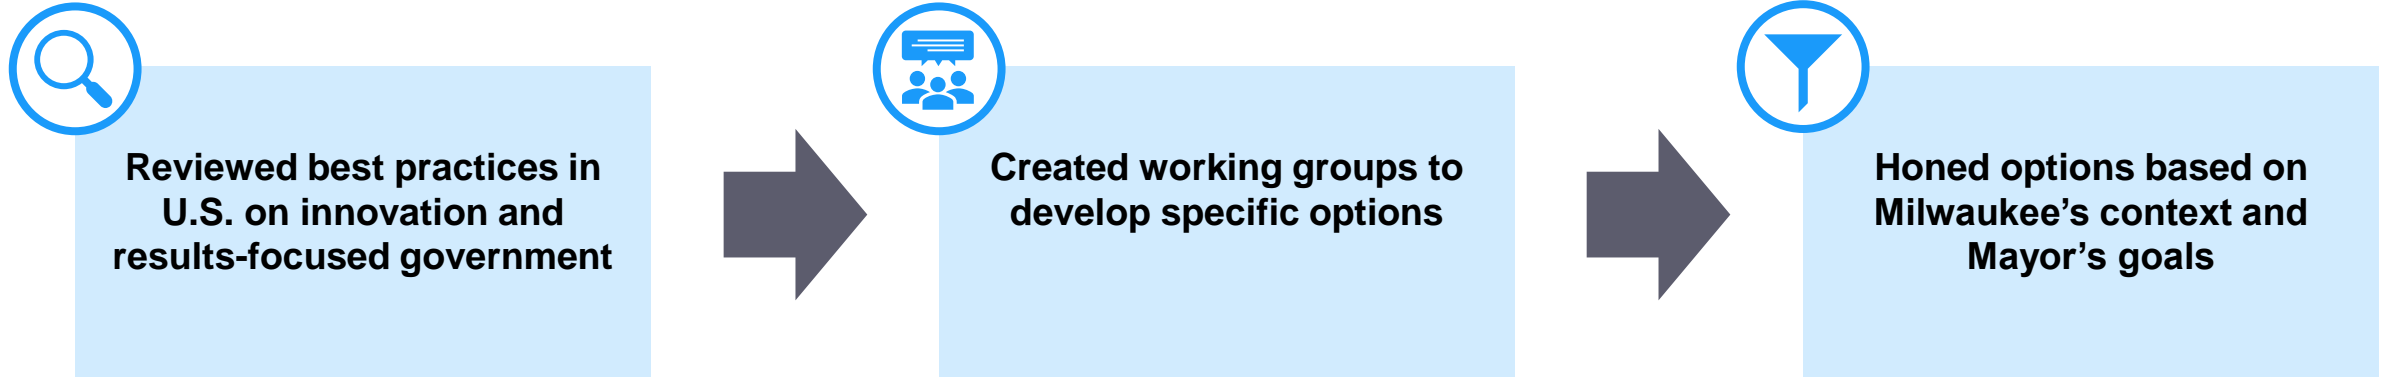 Reviewed best practices in
U.S. on innovation and
results-focused government
Created working groups to
develop specific options
Honed options based on
Milwaukee’s context and
Mayor’s goals